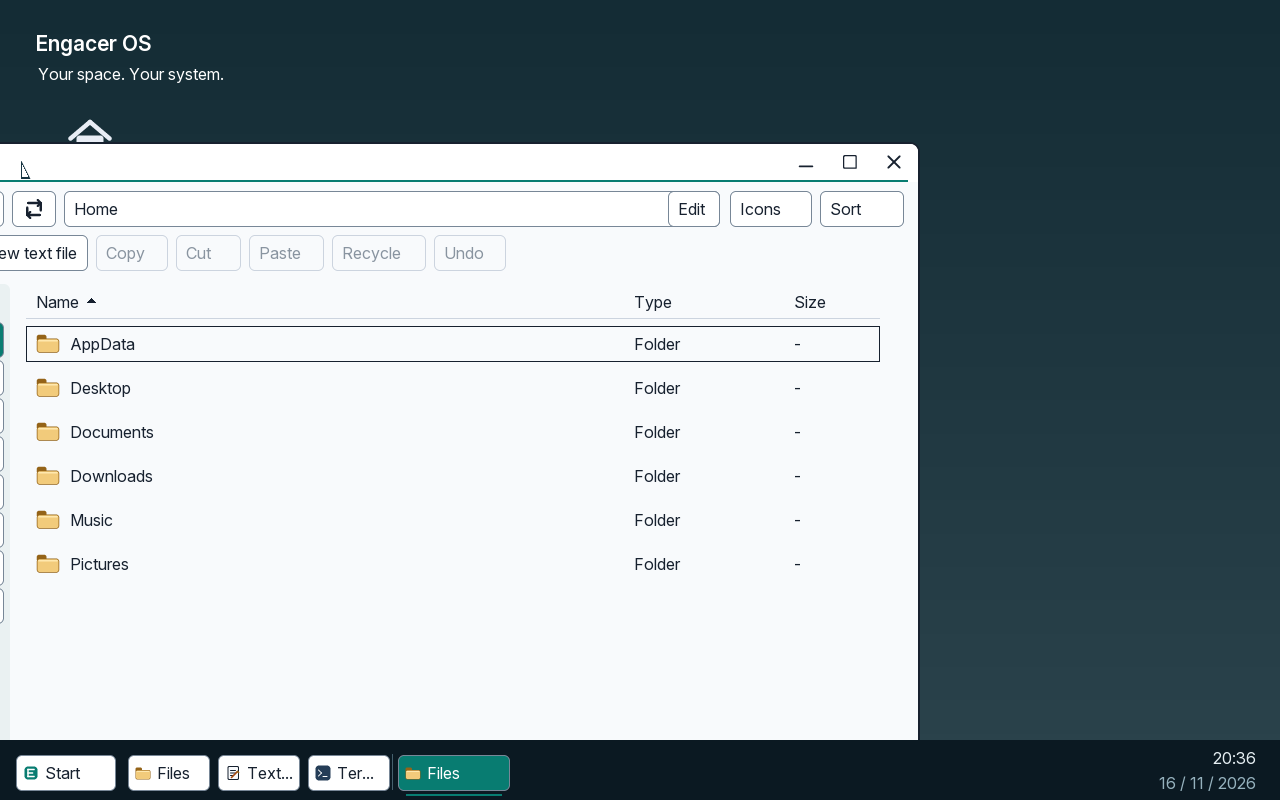 Engacer OS
Your space. Your system.
Home
Edit
Icons
Sort
ew text file
Copy
Cut
Paste
Recycle
Undo
Name Type Size
AppData Folder -
Desktop Folder -
Documents Folder -
Downloads Folder -
Music Folder -
Pictures Folder -
Start
Files
Text...
Ter...
Files
20:36
16 / 11 / 2026